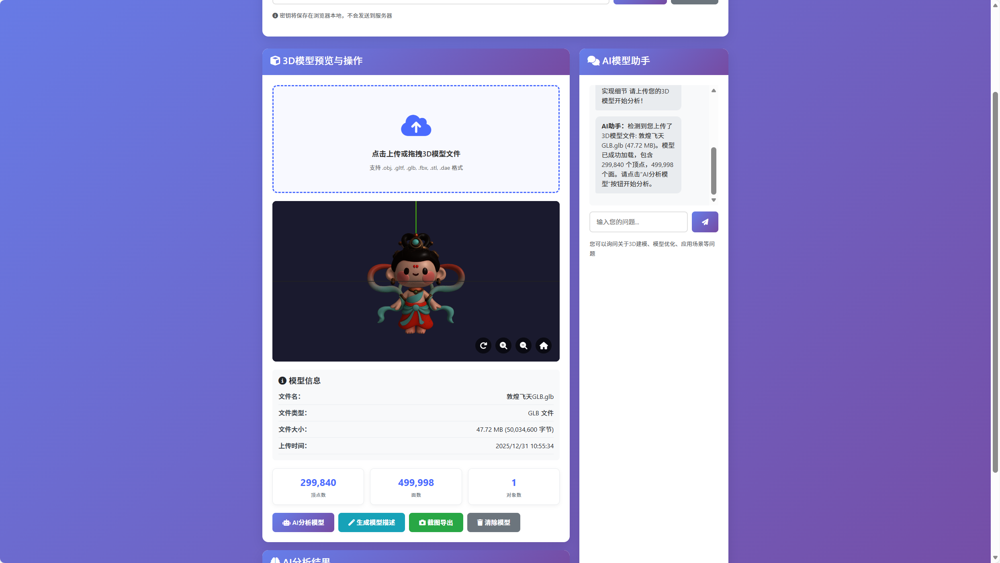 密钥将保存在浏览器本地，不会发送到服务器
3D模型预览与操作
点击上传或拖拽3D模型文件
支持 .obj, .gltf, .glb, .fbx, .stl, .dae 格式
模型信息
文件名： 敦煌飞天GLB.glb
文件类型： GLB 文件
文件大小： 47.72 MB (50,034,600 字节)
上传时间： 2025/12/31 10:55:34
299,840
顶点数
499,998
面数
1
对象数
AI分析模型
生成模型描述
截图导出
清除模型
AI分析结果
AI模型助手
实现细节 请上传您的3D
模型开始分析！
AI助手：检测到您上传了
3D模型文件: 敦煌飞天
GLB.glb (47.72 MB)。模型
已成功加载，包含
299,840 个顶点，499,998
个面。请点击"AI分析模
型"按钮开始分析。
输入您的问题...
您可以询问关于3D建模、模型优化、应用场景等问
题